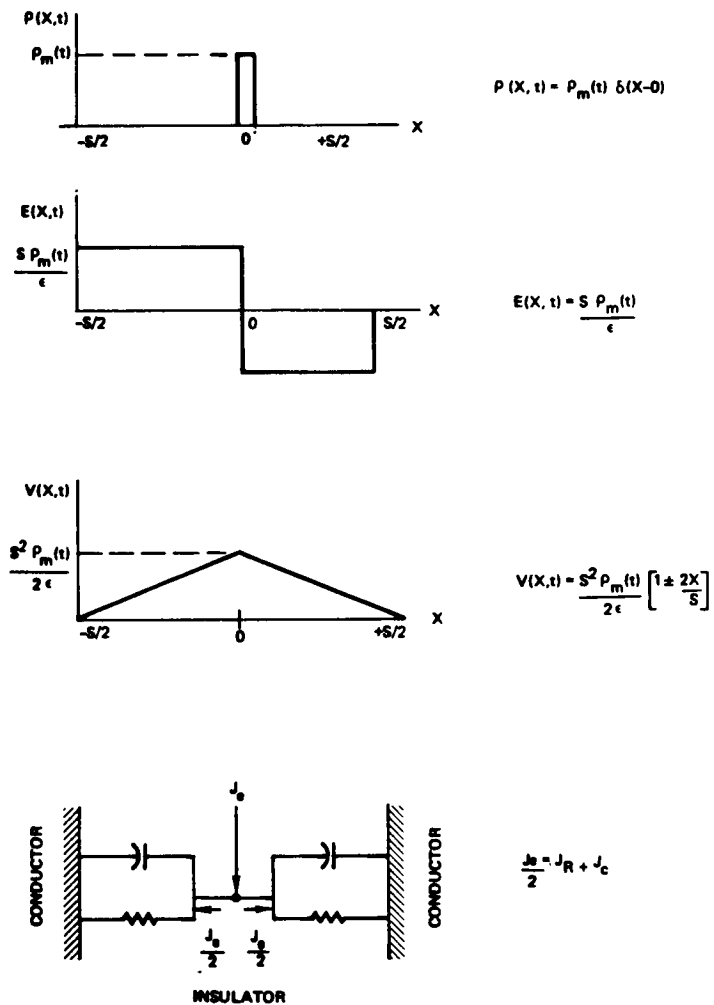 ρ(X,t)
ρm(t)
-S/2 0 +S/2 X
ρ(X, t) = ρm(t) δ(X-0)
E(X,t)
S ρm(t)
ϵ
-S/2 0 S/2 X
E(X, t) = S ρm(t)
ϵ
V(X,t)
S² ρm(t)
2 ϵ
-S/2 0 +S/2 X
V(X,t) = S² ρm(t) [1 ± 2X]
2 ϵ S
Je
CONDUCTOR
CONDUCTOR
Je Je
2 2
INSULATOR
Je = JR + Jc
2